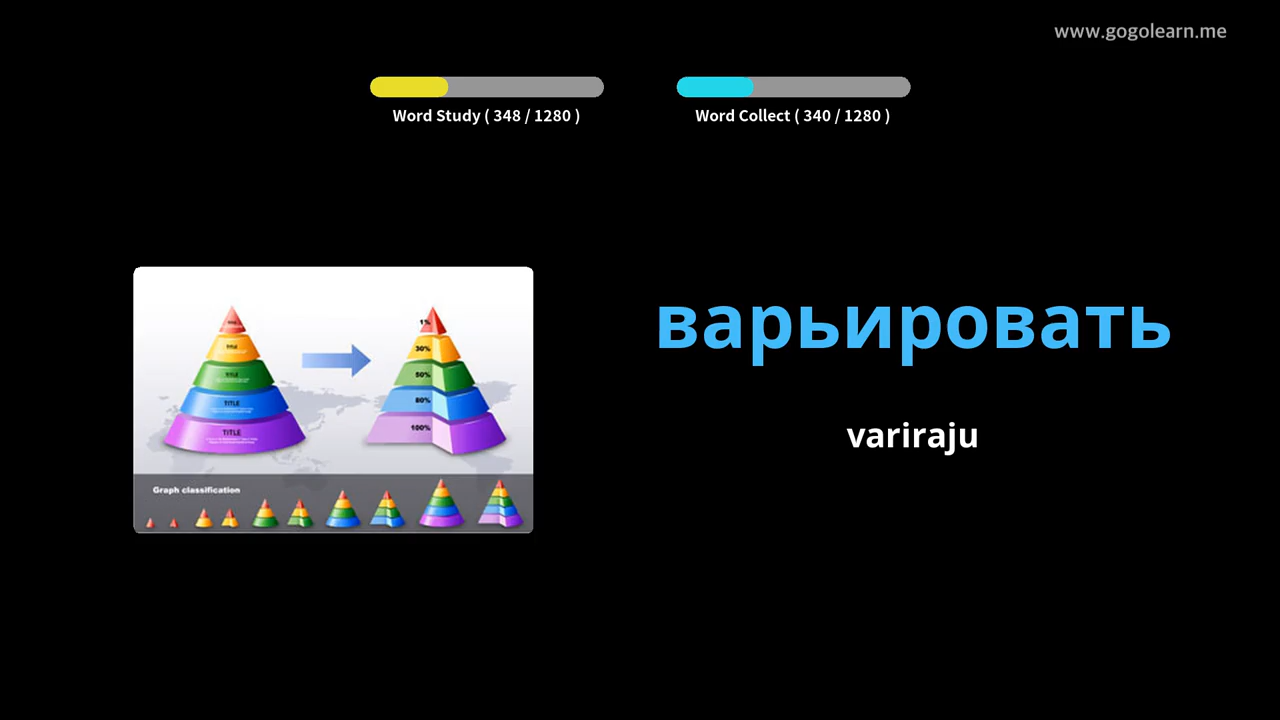 www.gogolearn.me
Word Study ( 348 / 1280 )
Word Collect ( 340 / 1280 )
варьировать
variraju
TITLE
TITLE
TITLE
TITLE
1%
30%
50%
80%
100%
Graph classification